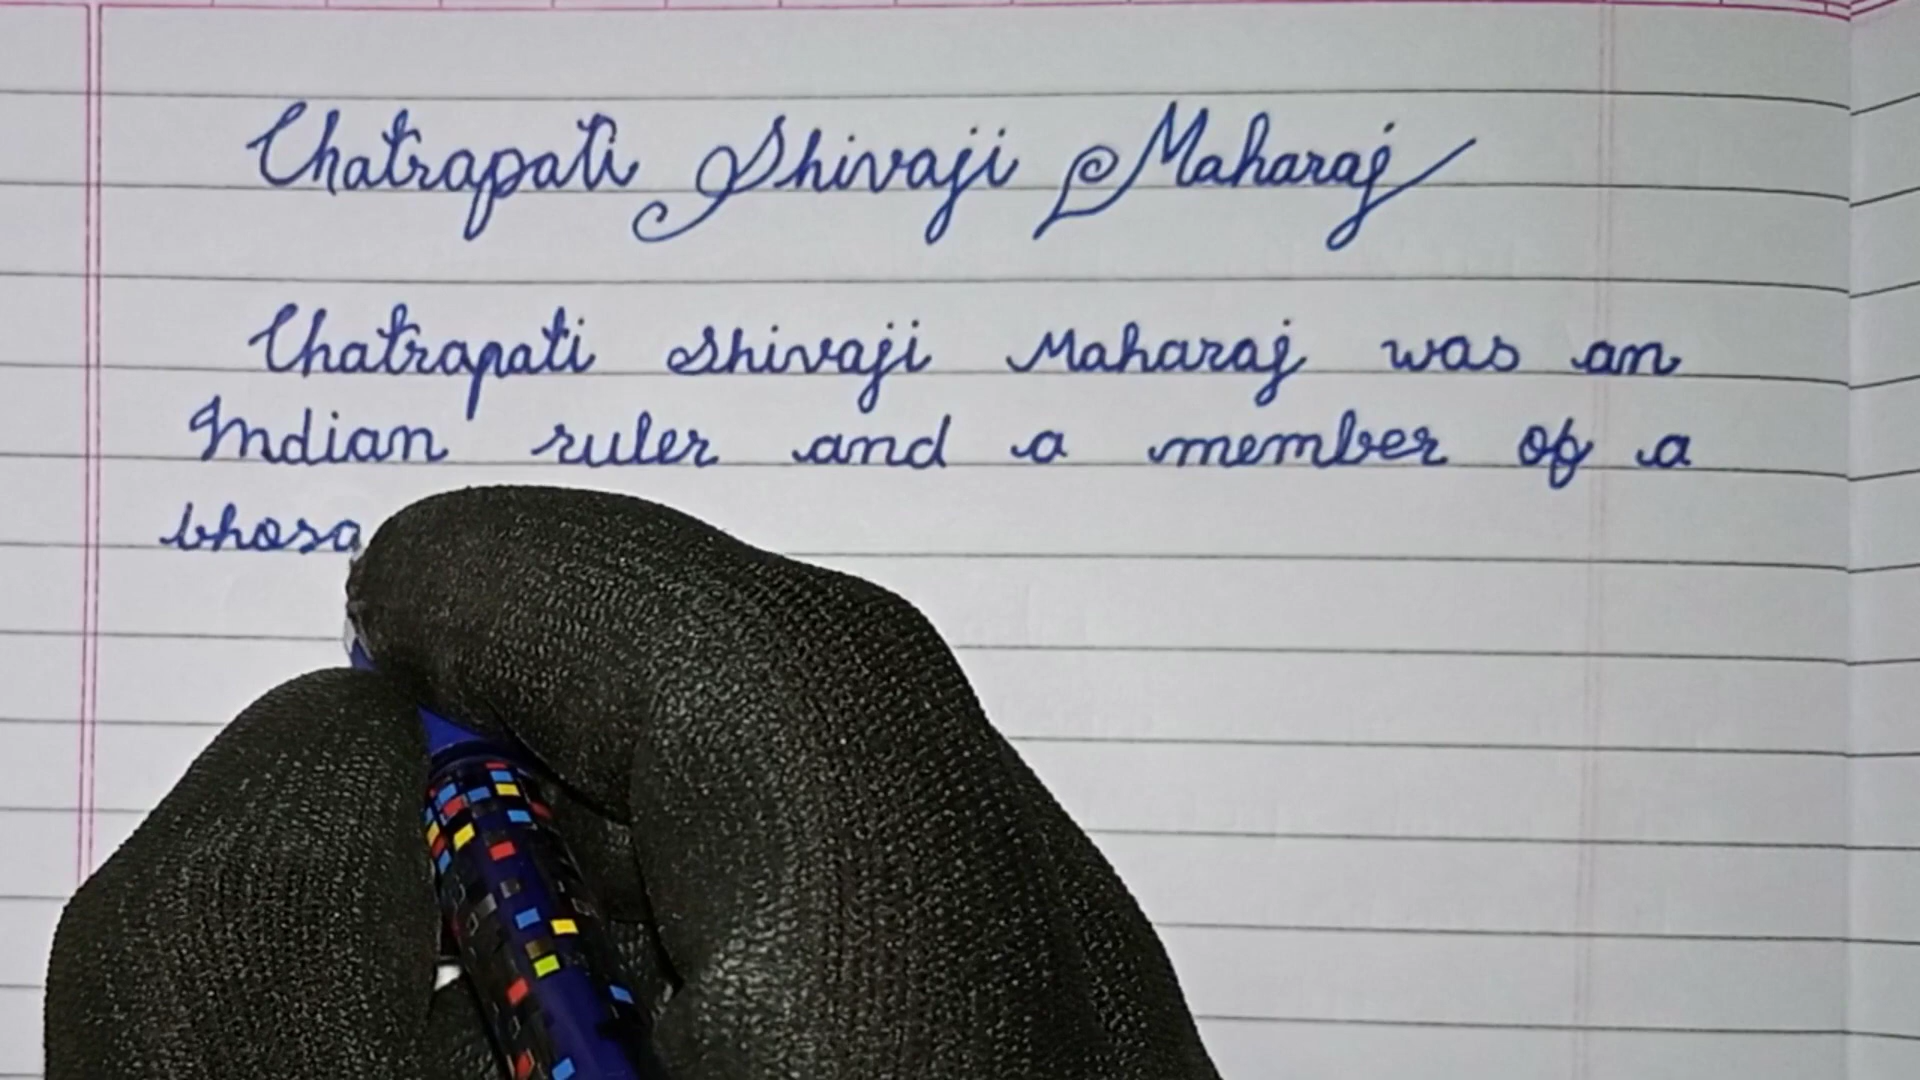 Chatrapati Shivaji Maharaj
Chatrapati Shivaji Maharaj was an
Indian ruler and a member of a
bhosa